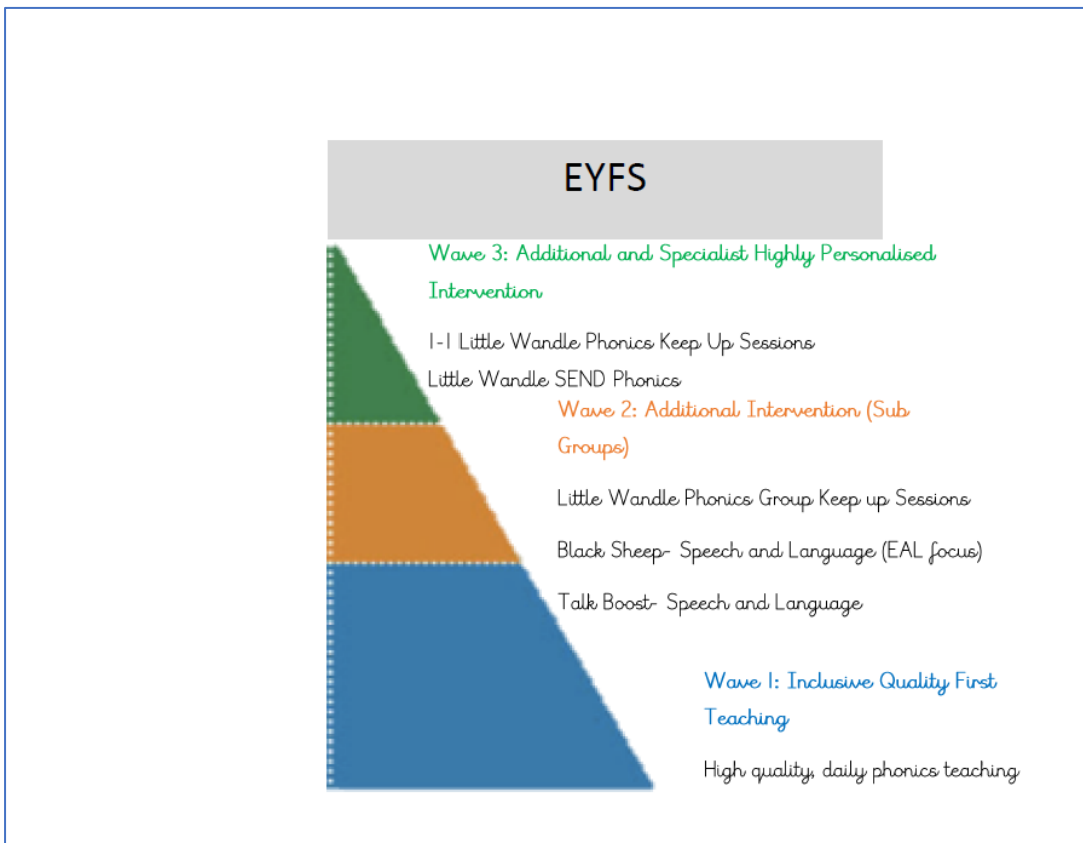 EYFS
Wave 3: Additional and Specialist Highly Personalised
Intervention
1-1 Little Wandle Phonics Keep Up Sessions
Little Wandle SEND Phonics
Wave 2: Additional Intervention (Sub
Groups)
Little Wandle Phonics Group Keep up Sessions
Black Sheep- Speech and Language (EAL focus)
Talk Boost- Speech and Language
Wave 1: Inclusive Quality First
Teaching
High quality, daily phonics teaching